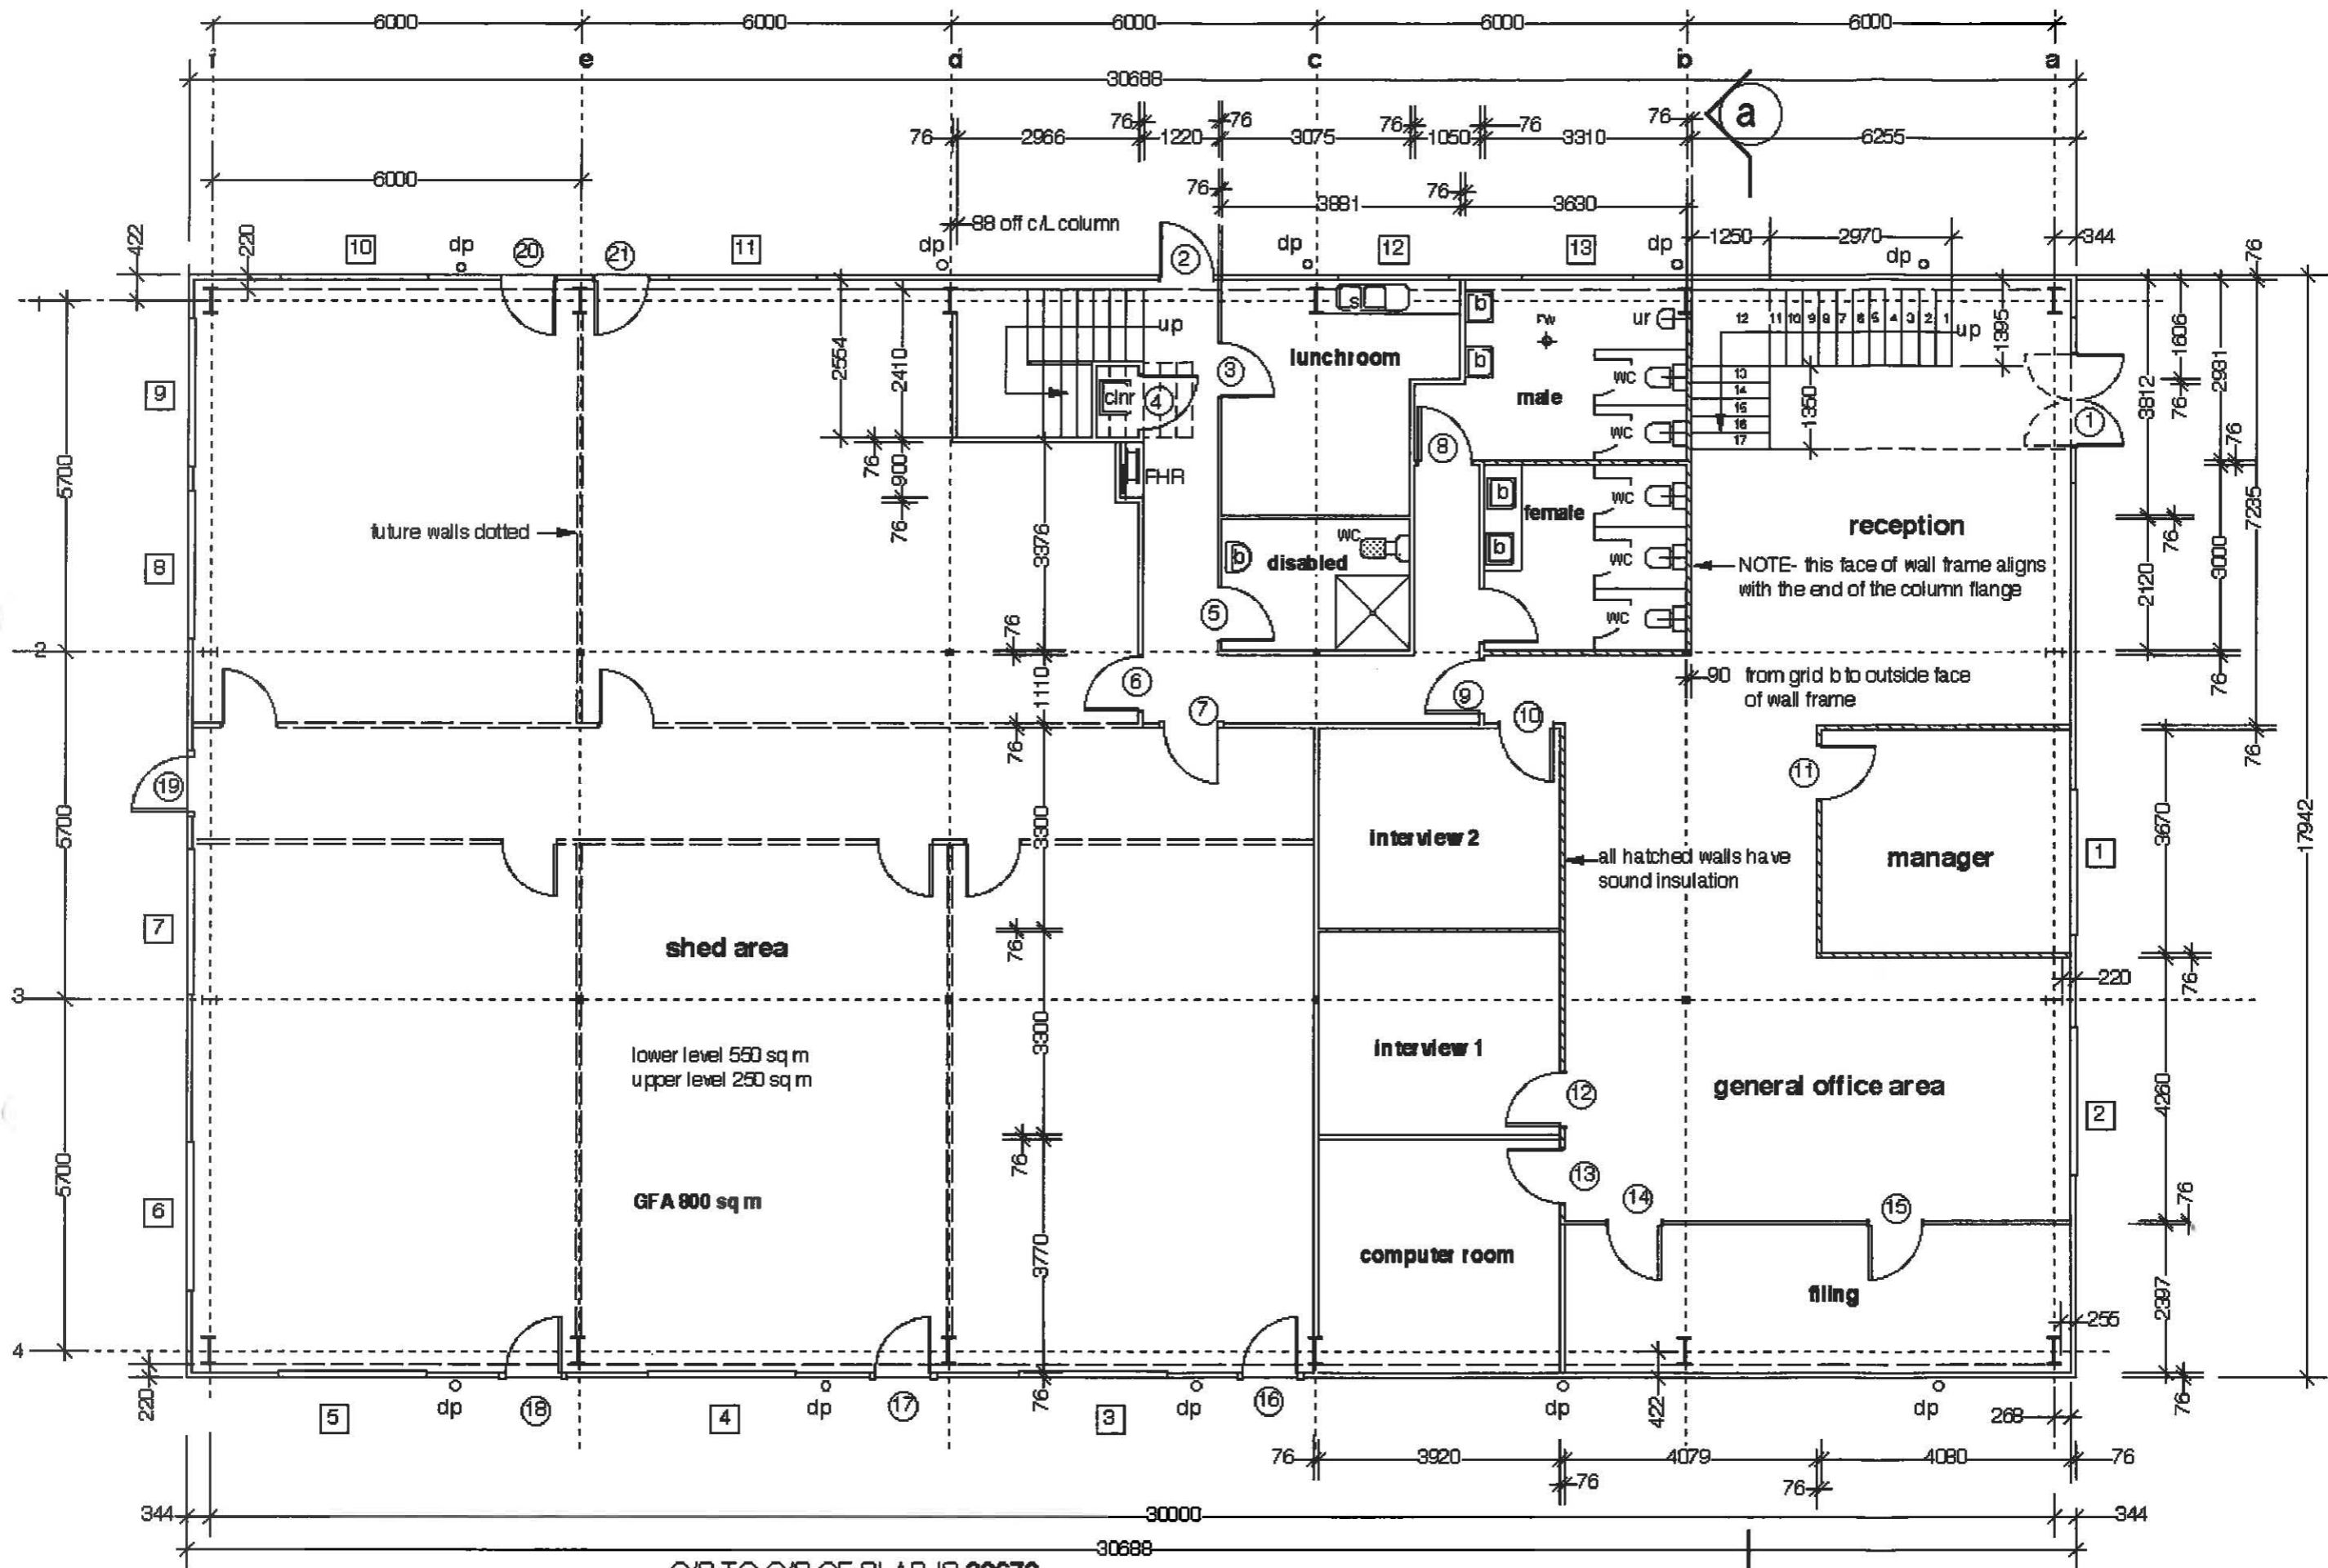 6000 6000 6000 6000 6000
f e d c b a
30688
76 2966 76 1220 76 3075 76 1050 76 3310 76 a 6255
6000
76 3881 76 3630
88 off c/L column
422 220 10 dp 20 21 11 dp 2 dp 12 13 dp 1250 2970 dp 344 76
up
s b ur FW
12 11 10 9 8 7 6 5 4 3 2 1 up
1395 1606
9 2554 2410 clnr 4 3 lunchroom b male WC
13
14
15
16
17
1350 3812 76 2931
1
WC
8
76 900 FHR
76
5700
b WC
female
reception
76 7235
future walls dotted
76
8 3376 b disabled WC b WC
NOTE- this face of wall frame aligns
with the end of the column flange
2120 3000
5 WC
76
2
6 1110 9
90 from grid b to outside face
of wall frame
76
7 10
76
76
19 11
5700 3300 interview 2 3670 17942
all hatched walls have
sound insulation
manager 1
7 shed area 76
220
76
3
lower level 550 sq m
upper level 250 sq m
3300 interview 1
12 general office area 4260 2
76
13 14 15 76
5700 6 GFA 800 sq m
3770 computer room filing 2397
255
4
220 76 422 76
5 dp 18 4 dp 17 3 dp 16 dp dp 268
76 3920 76 4079 76 4080 76
344 30000 344
30688